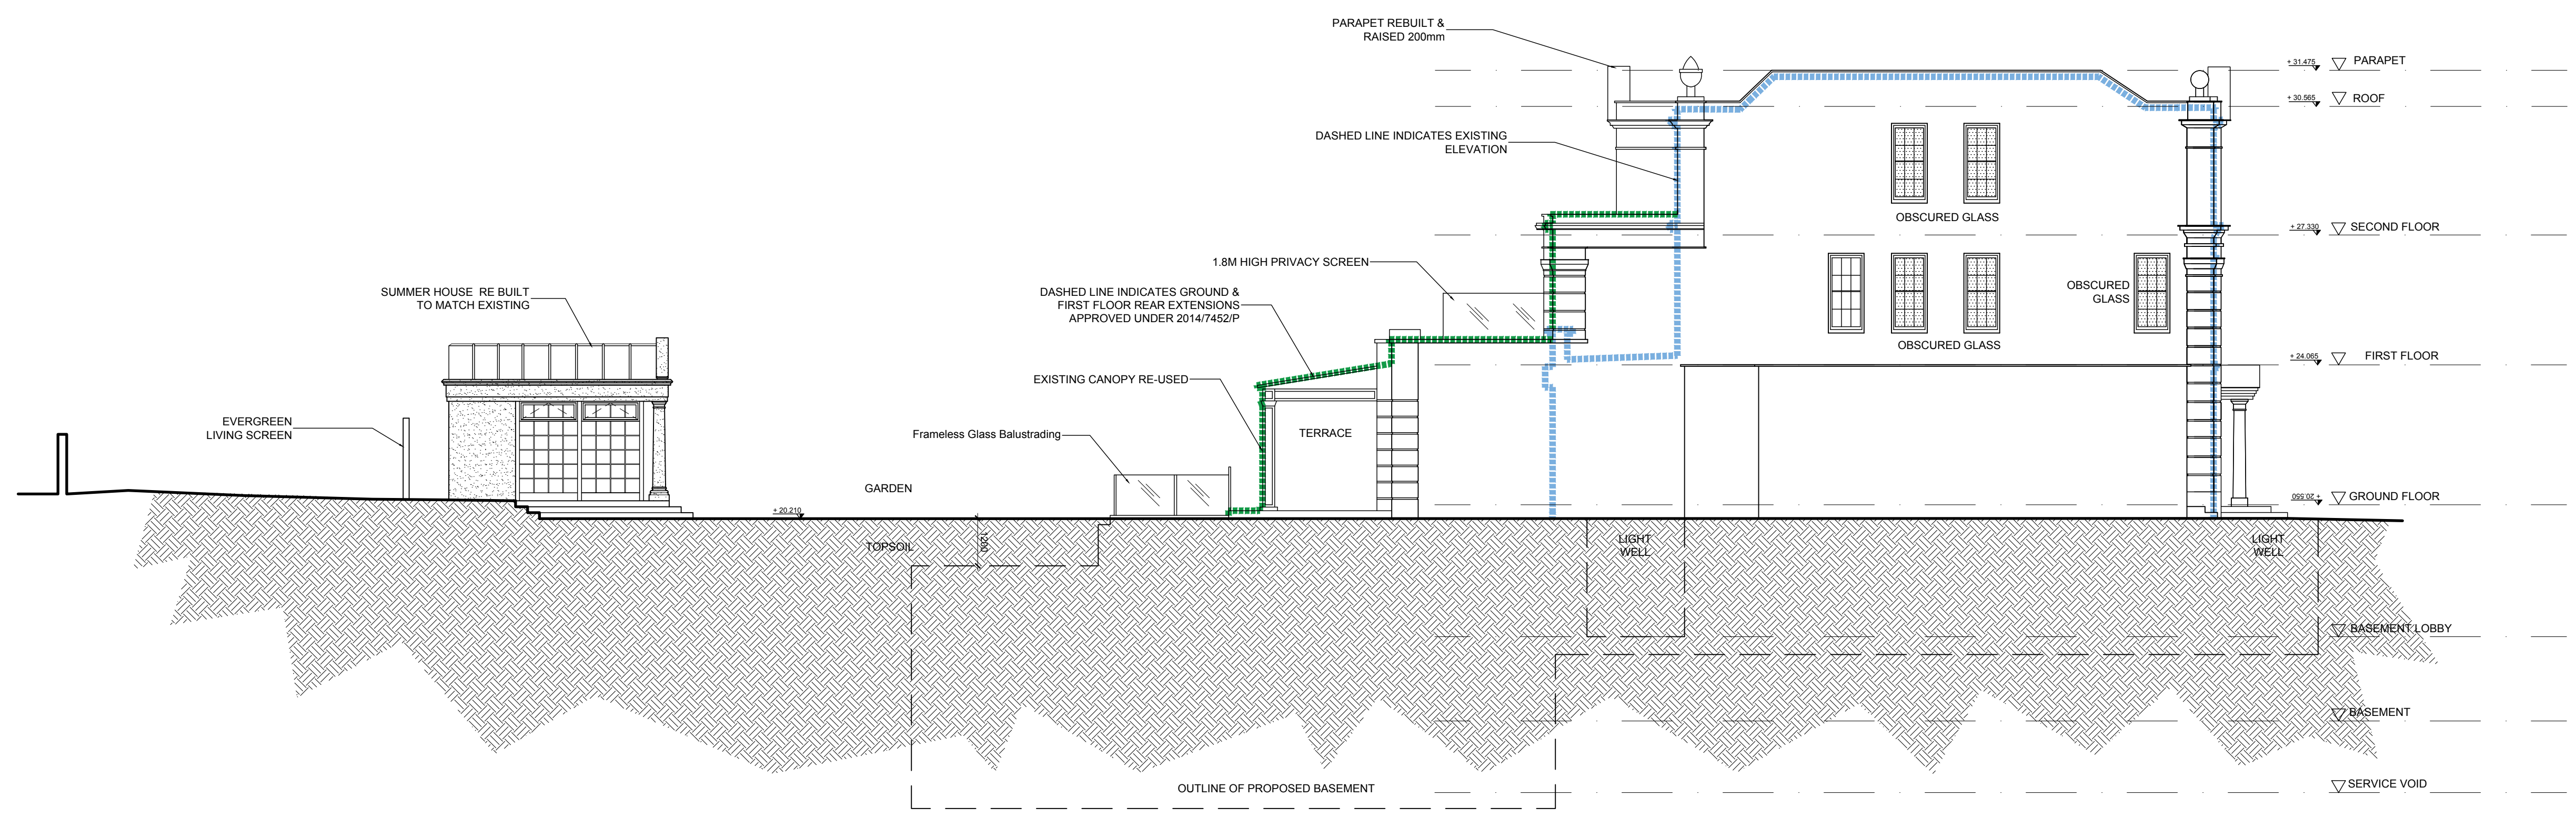 PARAPET REBUILT &
RAISED 200mm
+ 31.475
PARAPET
+ 30.565
ROOF
DASHED LINE INDICATES EXISTING
ELEVATION
OBSCURED GLASS
+ 27.330
SECOND FLOOR
1.8M HIGH PRIVACY SCREEN
SUMMER HOUSE RE BUILT
TO MATCH EXISTING
DASHED LINE INDICATES GROUND &
FIRST FLOOR REAR EXTENSIONS
APPROVED UNDER 2014/7452/P
OBSCURED
GLASS
OBSCURED GLASS
+ 24.065
FIRST FLOOR
EXISTING CANOPY RE-USED
EVERGREEN
LIVING SCREEN
Frameless Glass Balustrading
TERRACE
GARDEN
+ 20.550
GROUND FLOOR
+ 20.210
TOPSOIL
1200
LIGHT
WELL
LIGHT
WELL
BASEMENT LOBBY
BASEMENT
OUTLINE OF PROPOSED BASEMENT
SERVICE VOID